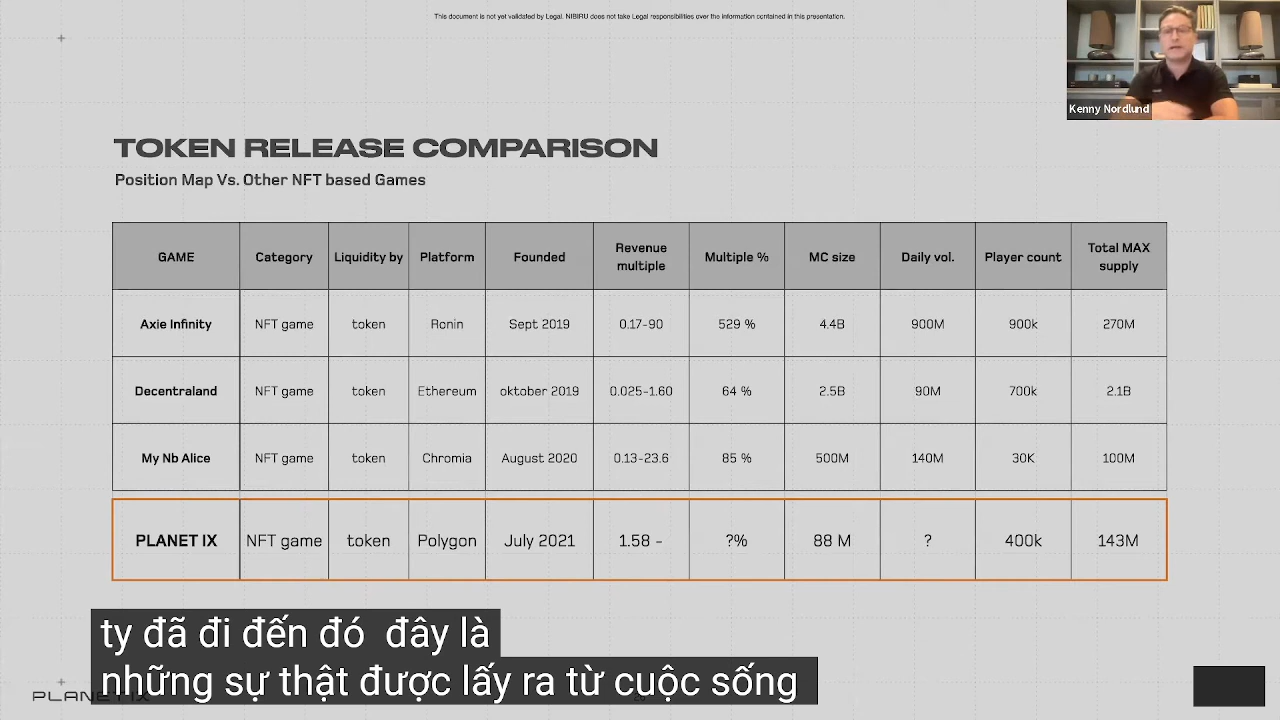 This document is not yet validated by Legal. NIBIRU does not take Legal responsibilities over the information contained in this presentation.
Kenny Nordlund
TOKEN RELEASE COMPARISON
Position Map Vs. Other NFT based Games
GAME Category Liquidity by Platform Founded Revenue multiple Multiple % MC size Daily vol. Player count Total MAX supply
Axie Infinity NFT game token Ronin Sept 2019 0.17-90 529 % 4.4B 900M 900k 270M
Decentraland NFT game token Ethereum oktober 2019 0.025-1.60 64 % 2.5B 90M 700k 2.1B
My Nb Alice NFT game token Chromia August 2020 0.13-23.6 85 % 500M 140M 30K 100M
PLANET IX NFT game token Polygon July 2021 1.58 - ?% 88 M ? 400k 143M
ty đã đi đến đó đây là
những sự thật được lấy ra từ cuộc sống
PLANET IX